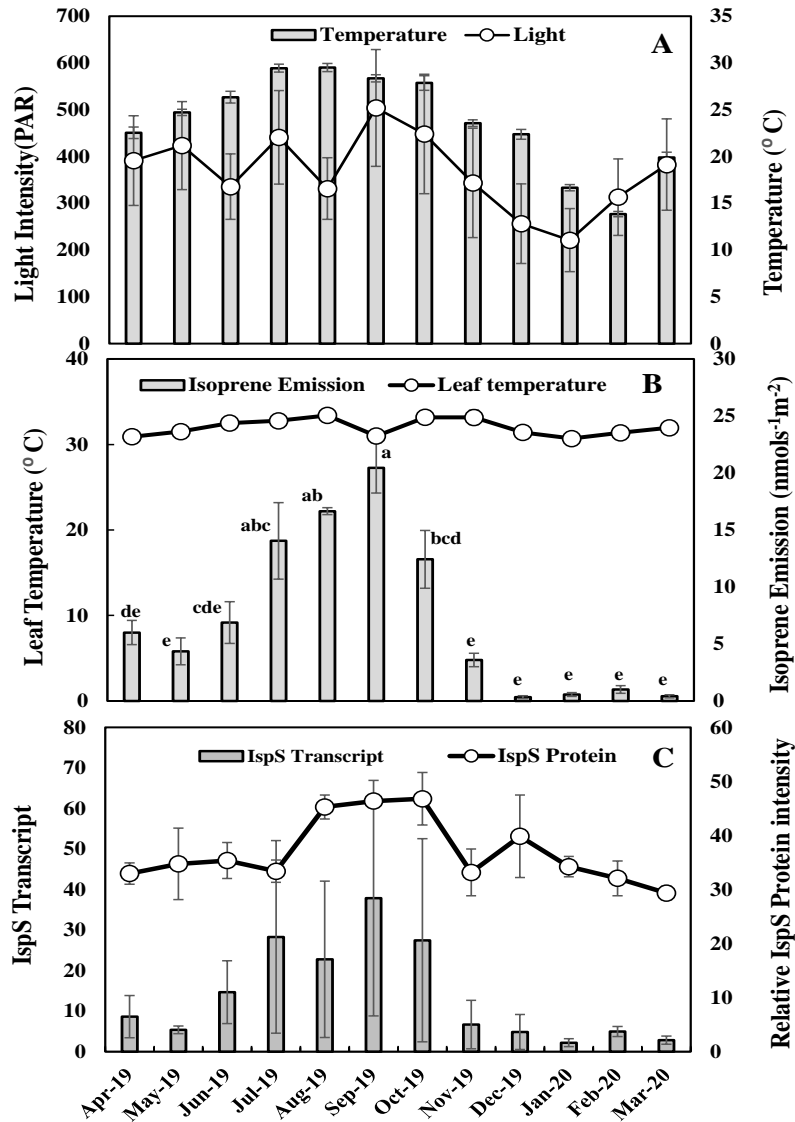 Temperature Light A
Light Intensity(PAR)
700
600
500
400
300
200
100
0
35
30
25
20
15
10
5
0
Temperature (°C)
Isoprene Emission Leaf temperature B
Leaf Temperature (°C)
40
30
20
10
0
30
25
20
15
10
5
0
Isoprene Emission (nmols-1m-2)
de
e
cde
abc
ab
a
bcd
e
e
e
e
e
IspS Transcript IspS Protein C
IspS Transcript
80
70
60
50
40
30
20
10
0
60
50
40
30
20
10
0
Relative IspS Protein intensity
Apr-19
May-19
Jun-19
Jul-19
Aug-19
Sep-19
Oct-19
Nov-19
Dec-19
Jan-20
Feb-20
Mar-20